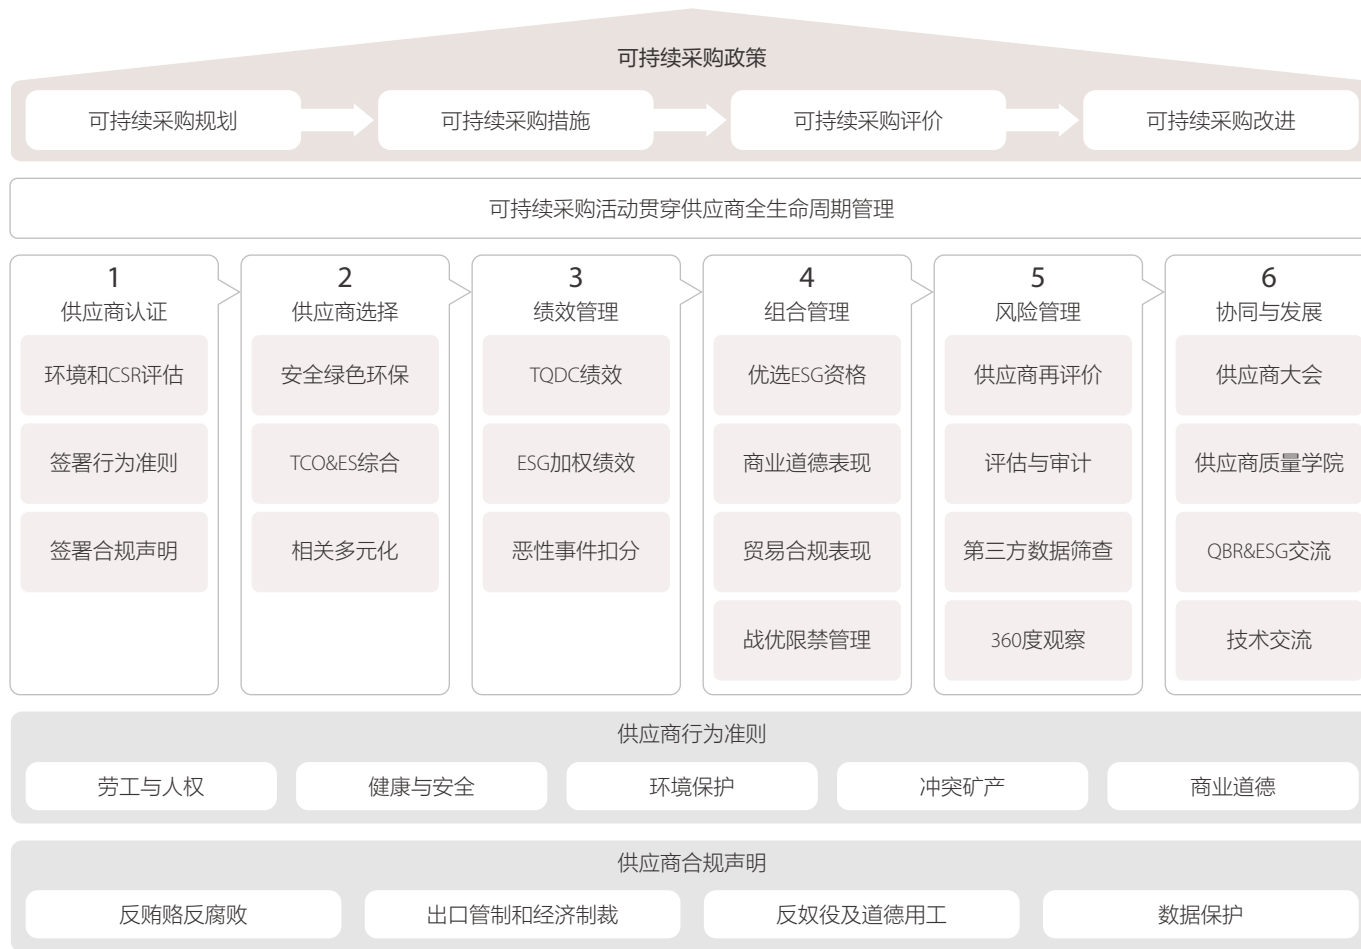 可持续采购政策
可持续采购规划
可持续采购措施
可持续采购评价
可持续采购改进
可持续采购活动贯穿供应商全生命周期管理
1
供应商认证
环境和CSR评估
签署行为准则
签署合规声明
2
供应商选择
安全绿色环保
TCO&ES综合
相关多元化
3
绩效管理
TQDC绩效
ESG加权绩效
恶性事件扣分
4
组合管理
优选ESG资格
商业道德表现
贸易合规表现
战优限禁管理
5
风险管理
供应商再评价
评估与审计
第三方数据筛查
360度观察
6
协同与发展
供应商大会
供应商质量学院
QBR&ESG交流
技术交流
供应商行为准则
劳工与人权
健康与安全
环境保护
冲突矿产
商业道德
供应商合规声明
反贿赂反腐败
出口管制和经济制裁
反奴役及道德用工
数据保护